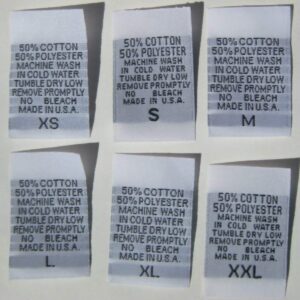 50% COTTON
50% POLYESTER
MACHINE WASH
IN COLD WATER
TUMBLE DRY LOW
REMOVE PROMPTLY
NO BLEACH
MADE IN U.S.A.
XS
50% COTTON
50% POLYESTER
MACHINE WASH
IN COLD WATER
TUMBLE DRY LOW
REMOVE PROMPTLY
NO BLEACH
MADE IN U.S.A.
S
50% COTTON
50% POLYESTER
MACHINE WASH
IN COLD WATER
TUMBLE DRY LOW
REMOVE PROMPTLY
NO BLEACH
MADE IN U.S.A.
M
50% COTTON
50% POLYESTER
MACHINE WASH
IN COLD WATER
TUMBLE DRY LOW
REMOVE PROMPTLY
NO BLEACH
MADE IN U.S.A.
L
50% COTTON
50% POLYESTER
MACHINE WASH
IN COLD WATER
TUMBLE DRY LOW
REMOVE PROMPTLY
NO BLEACH
MADE IN U.S.A.
XL
50% COTTON
50% POLYESTER
MACHINE WASH
IN COLD WATER
TUMBLE DRY LOW
REMOVE PROMPTLY
NO BLEACH
MADE IN U.S.A.
XXL